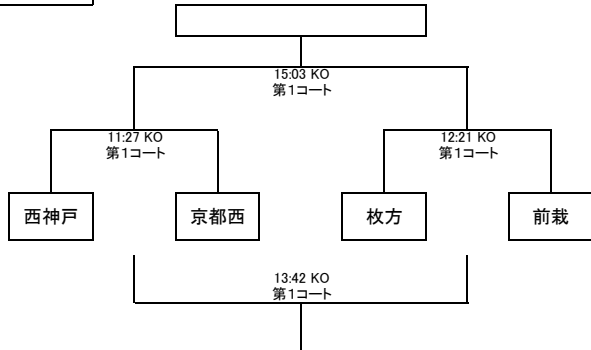 15:03 KO
第1コート
11:27 KO
第1コート
12:21 KO
第1コート
西神戸
京都西
枚方
前栽
13:42 KO
第1コート